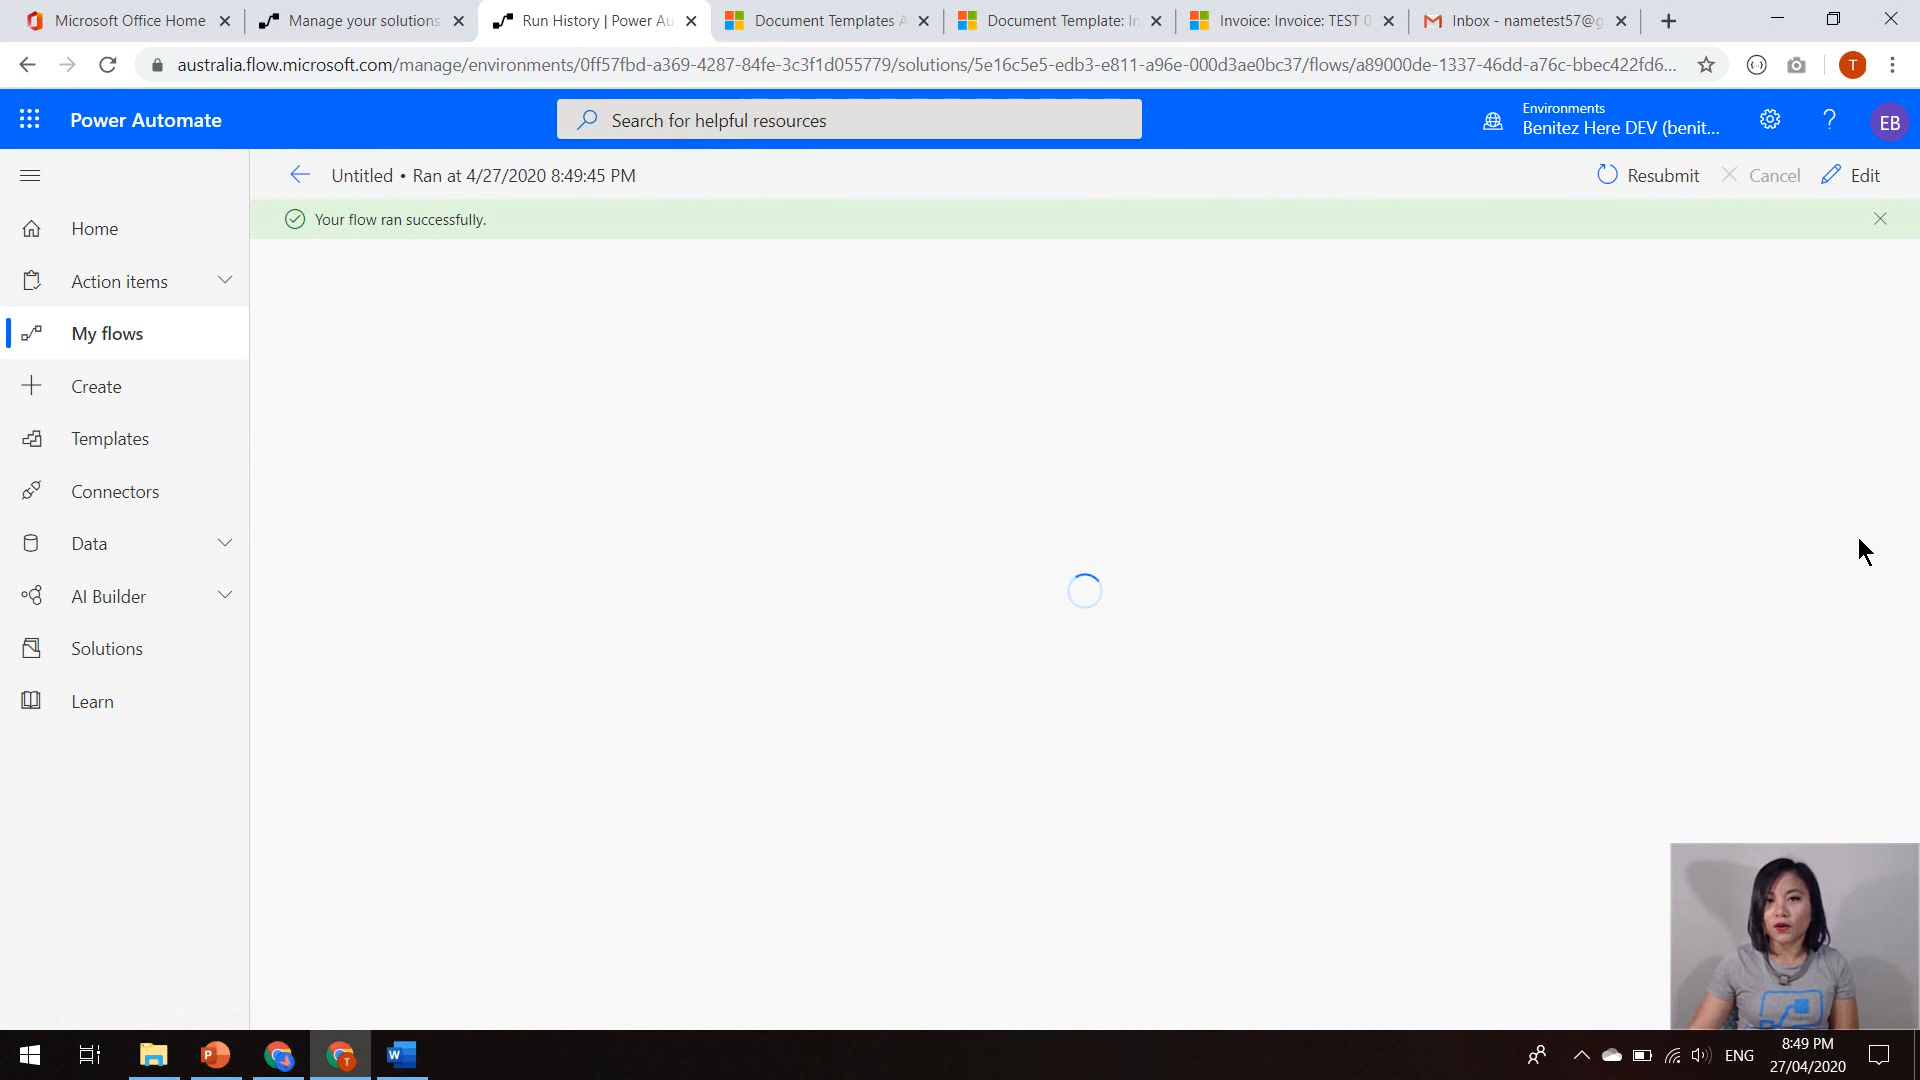 Microsoft Office Home
Manage your solutions
Run History | Power Au
Document Templates A
Document Template: In
Invoice: Invoice: TEST 0
Inbox - nametest57@g
australia.flow.microsoft.com/manage/environments/0ff57fbd-a369-4287-84fe-3c3f1d055779/solutions/5e16c5e5-edb3-e811-a96e-000d3ae0bc37/flows/a89000de-1337-46dd-a76c-bbec422fd6...
T
Power Automate
Search for helpful resources
Environments
Benitez Here DEV (benit...
?
EB
Untitled • Ran at 4/27/2020 8:49:45 PM
Resubmit
Cancel
Edit
Your flow ran successfully.
Home
Action items
My flows
Create
Templates
Connectors
Data
AI Builder
Solutions
Learn
ENG
8:49 PM
27/04/2020